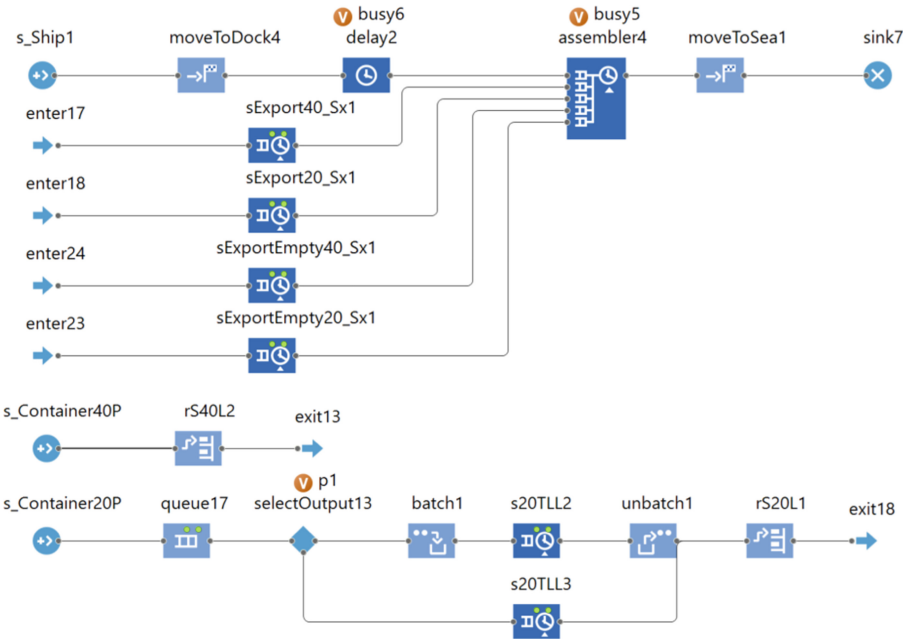 V busy6
V busy5
s_Ship1
moveToDock4
delay2
assembler4
moveToSea1
sink7
enter17
sExport40_Sx1
enter18
sExport20_Sx1
enter24
sExportEmpty40_Sx1
enter23
sExportEmpty20_Sx1
s_Container40P
rS40L2
exit13
V p1
s_Container20P
queue17
selectOutput13
batch1
s20TLL2
unbatch1
rS20L1
exit18
s20TLL3